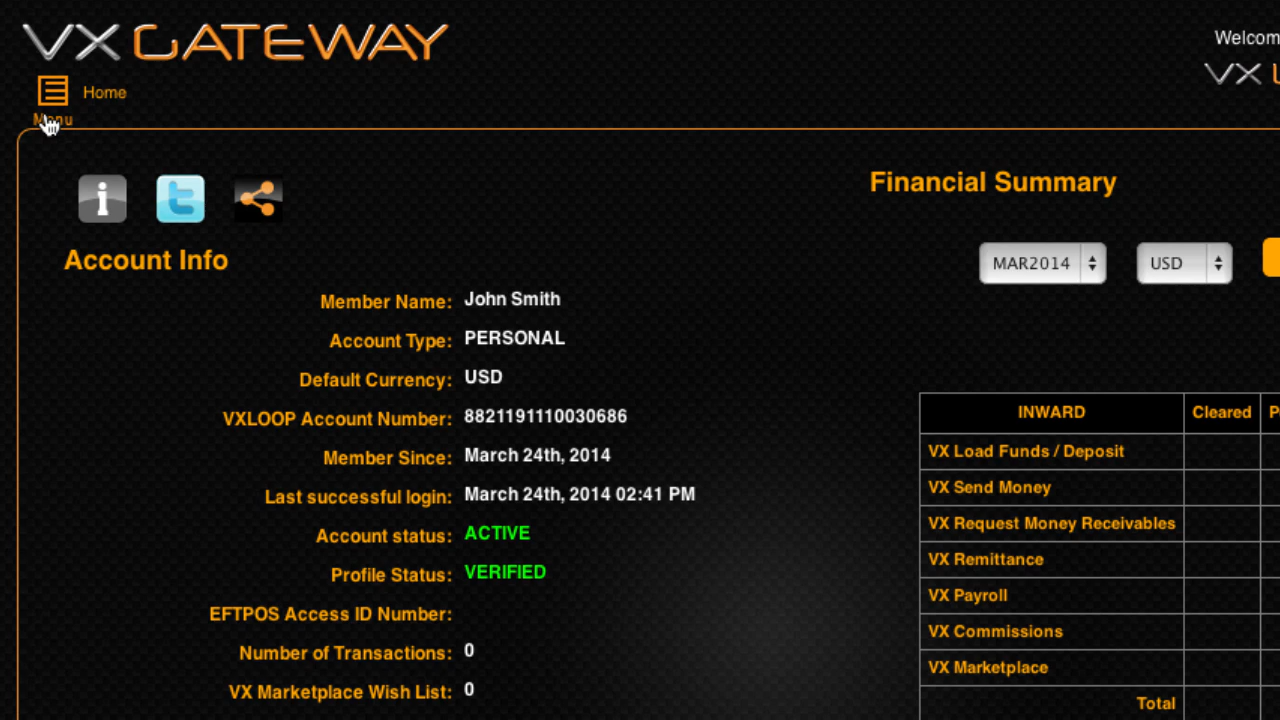 VX GATEWAY
Welcom
VX
Home
Menu
Financial Summary
Account Info
MAR2014
USD
Member Name: John Smith
Account Type: PERSONAL
Default Currency: USD
VXLOOP Account Number: 8821191110030686
Member Since: March 24th, 2014
Last successful login: March 24th, 2014 02:41 PM
Account status: ACTIVE
Profile Status: VERIFIED
EFTPOS Access ID Number:
Number of Transactions: 0
VX Marketplace Wish List: 0
INWARD Cleared
VX Load Funds / Deposit
VX Send Money
VX Request Money Receivables
VX Remittance
VX Payroll
VX Commissions
VX Marketplace
Total